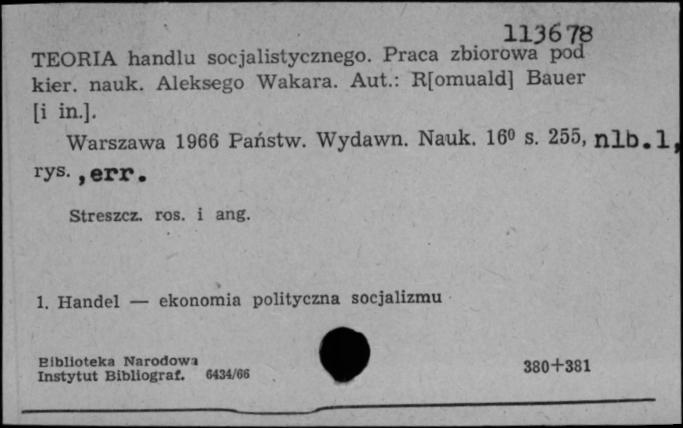 113678
TEORIA handlu socjalistycznego. Praca zbiorowa pod
kier. nauk. Aleksego Wakara. Aut.: R[omuald] Bauer
[i in.].
Warszawa 1966 Państw. Wydawn. Nauk. 16⁰ s. 255, nlb.1,
rys. ,err.
Streszcz. ros. i ang.
1. Handel — ekonomia polityczna socjalizmu
Biblioteka Narodowa
Instytut Bibliograf. 6434/66
380+381